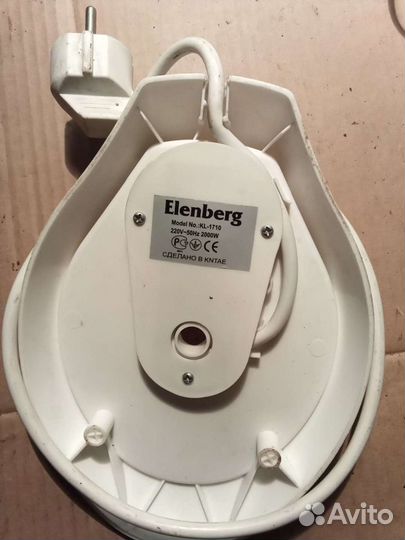 Elenberg
Model No.:KL-1710
220V~50Hz 2000W
СДЕЛАНО В КИТАЕ
Avito